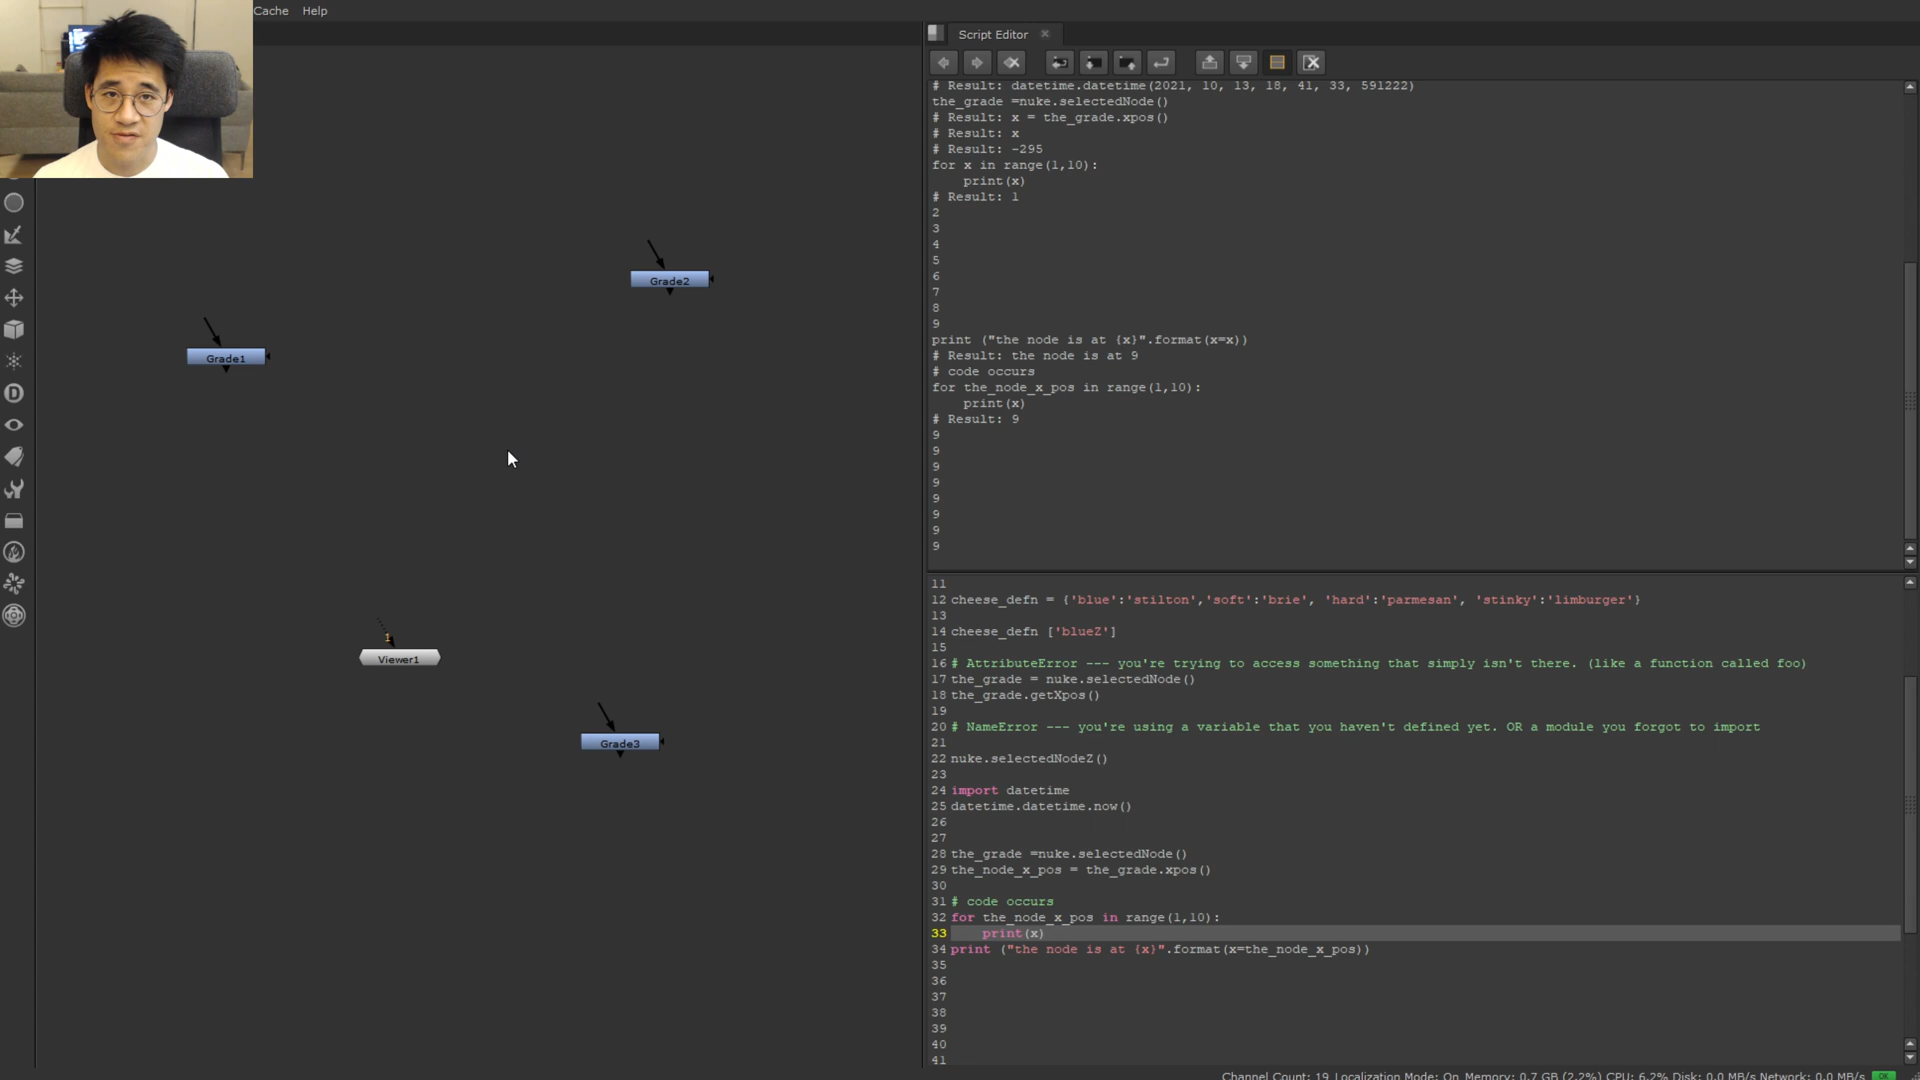 Cache Help
Grade2
Grade1
1
Viewer1
Grade3
Script Editor
# Result: datetime.datetime(2021, 10, 13, 18, 41, 33, 591222)
the_grade =nuke.selectedNode()
# Result: x = the_grade.xpos()
# Result: x
# Result: -295
for x in range(1,10):
    print(x)
# Result: 1
2
3
4
5
6
7
8
9
print ("the node is at {x}".format(x=x))
# Result: the node is at 9
# code occurs
for the_node_x_pos in range(1,10):
    print(x)
# Result: 9
9
9
9
9
9
9
9
9
11
12 cheese_defn = {'blue':'stilton','soft':'brie', 'hard':'parmesan', 'stinky':'limburger'}
13
14 cheese_defn ['blueZ']
15
16 # AttributeError --- you're trying to access something that simply isn't there. (like a function called foo)
17 the_grade = nuke.selectedNode()
18 the_grade.getXpos()
19
20 # NameError --- you're using a variable that you haven't defined yet. OR a module you forgot to import
21
22 nuke.selectedNodeZ()
23
24 import datetime
25 datetime.datetime.now()
26
27
28 the_grade =nuke.selectedNode()
29 the_node_x_pos = the_grade.xpos()
30
31 # code occurs
32 for the_node_x_pos in range(1,10):
33     print(x)
34 print ("the node is at {x}".format(x=the_node_x_pos))
35
36
37
38
39
40
41
Channel Count: 19 Localization Mode: On Memory: 0.7 GB (2.2%) CPU: 6.2% Disk: 0.0 MB/s Network: 0.0 MB/s OK